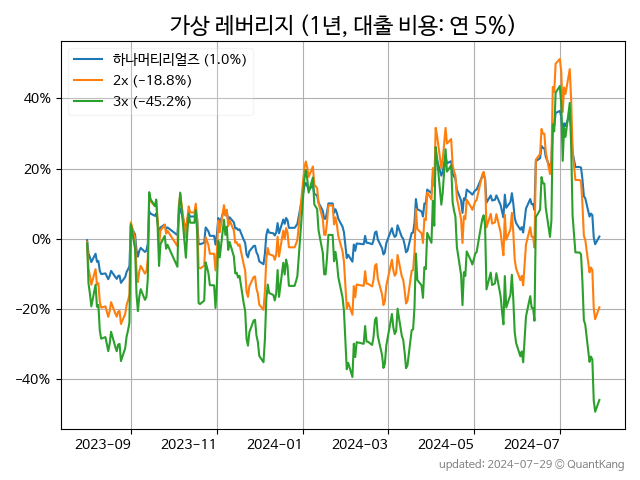 가상 레버리지 (1년, 대출 비용: 연 5%)
하나머티리얼즈 (1.0%)
2x (−18.8%)
3x (−45.2%)
40%
20%
0%
−20%
−40%
2023-09 2023-11 2024-01 2024-03 2024-05 2024-07
updated: 2024-07-29 © QuantKang